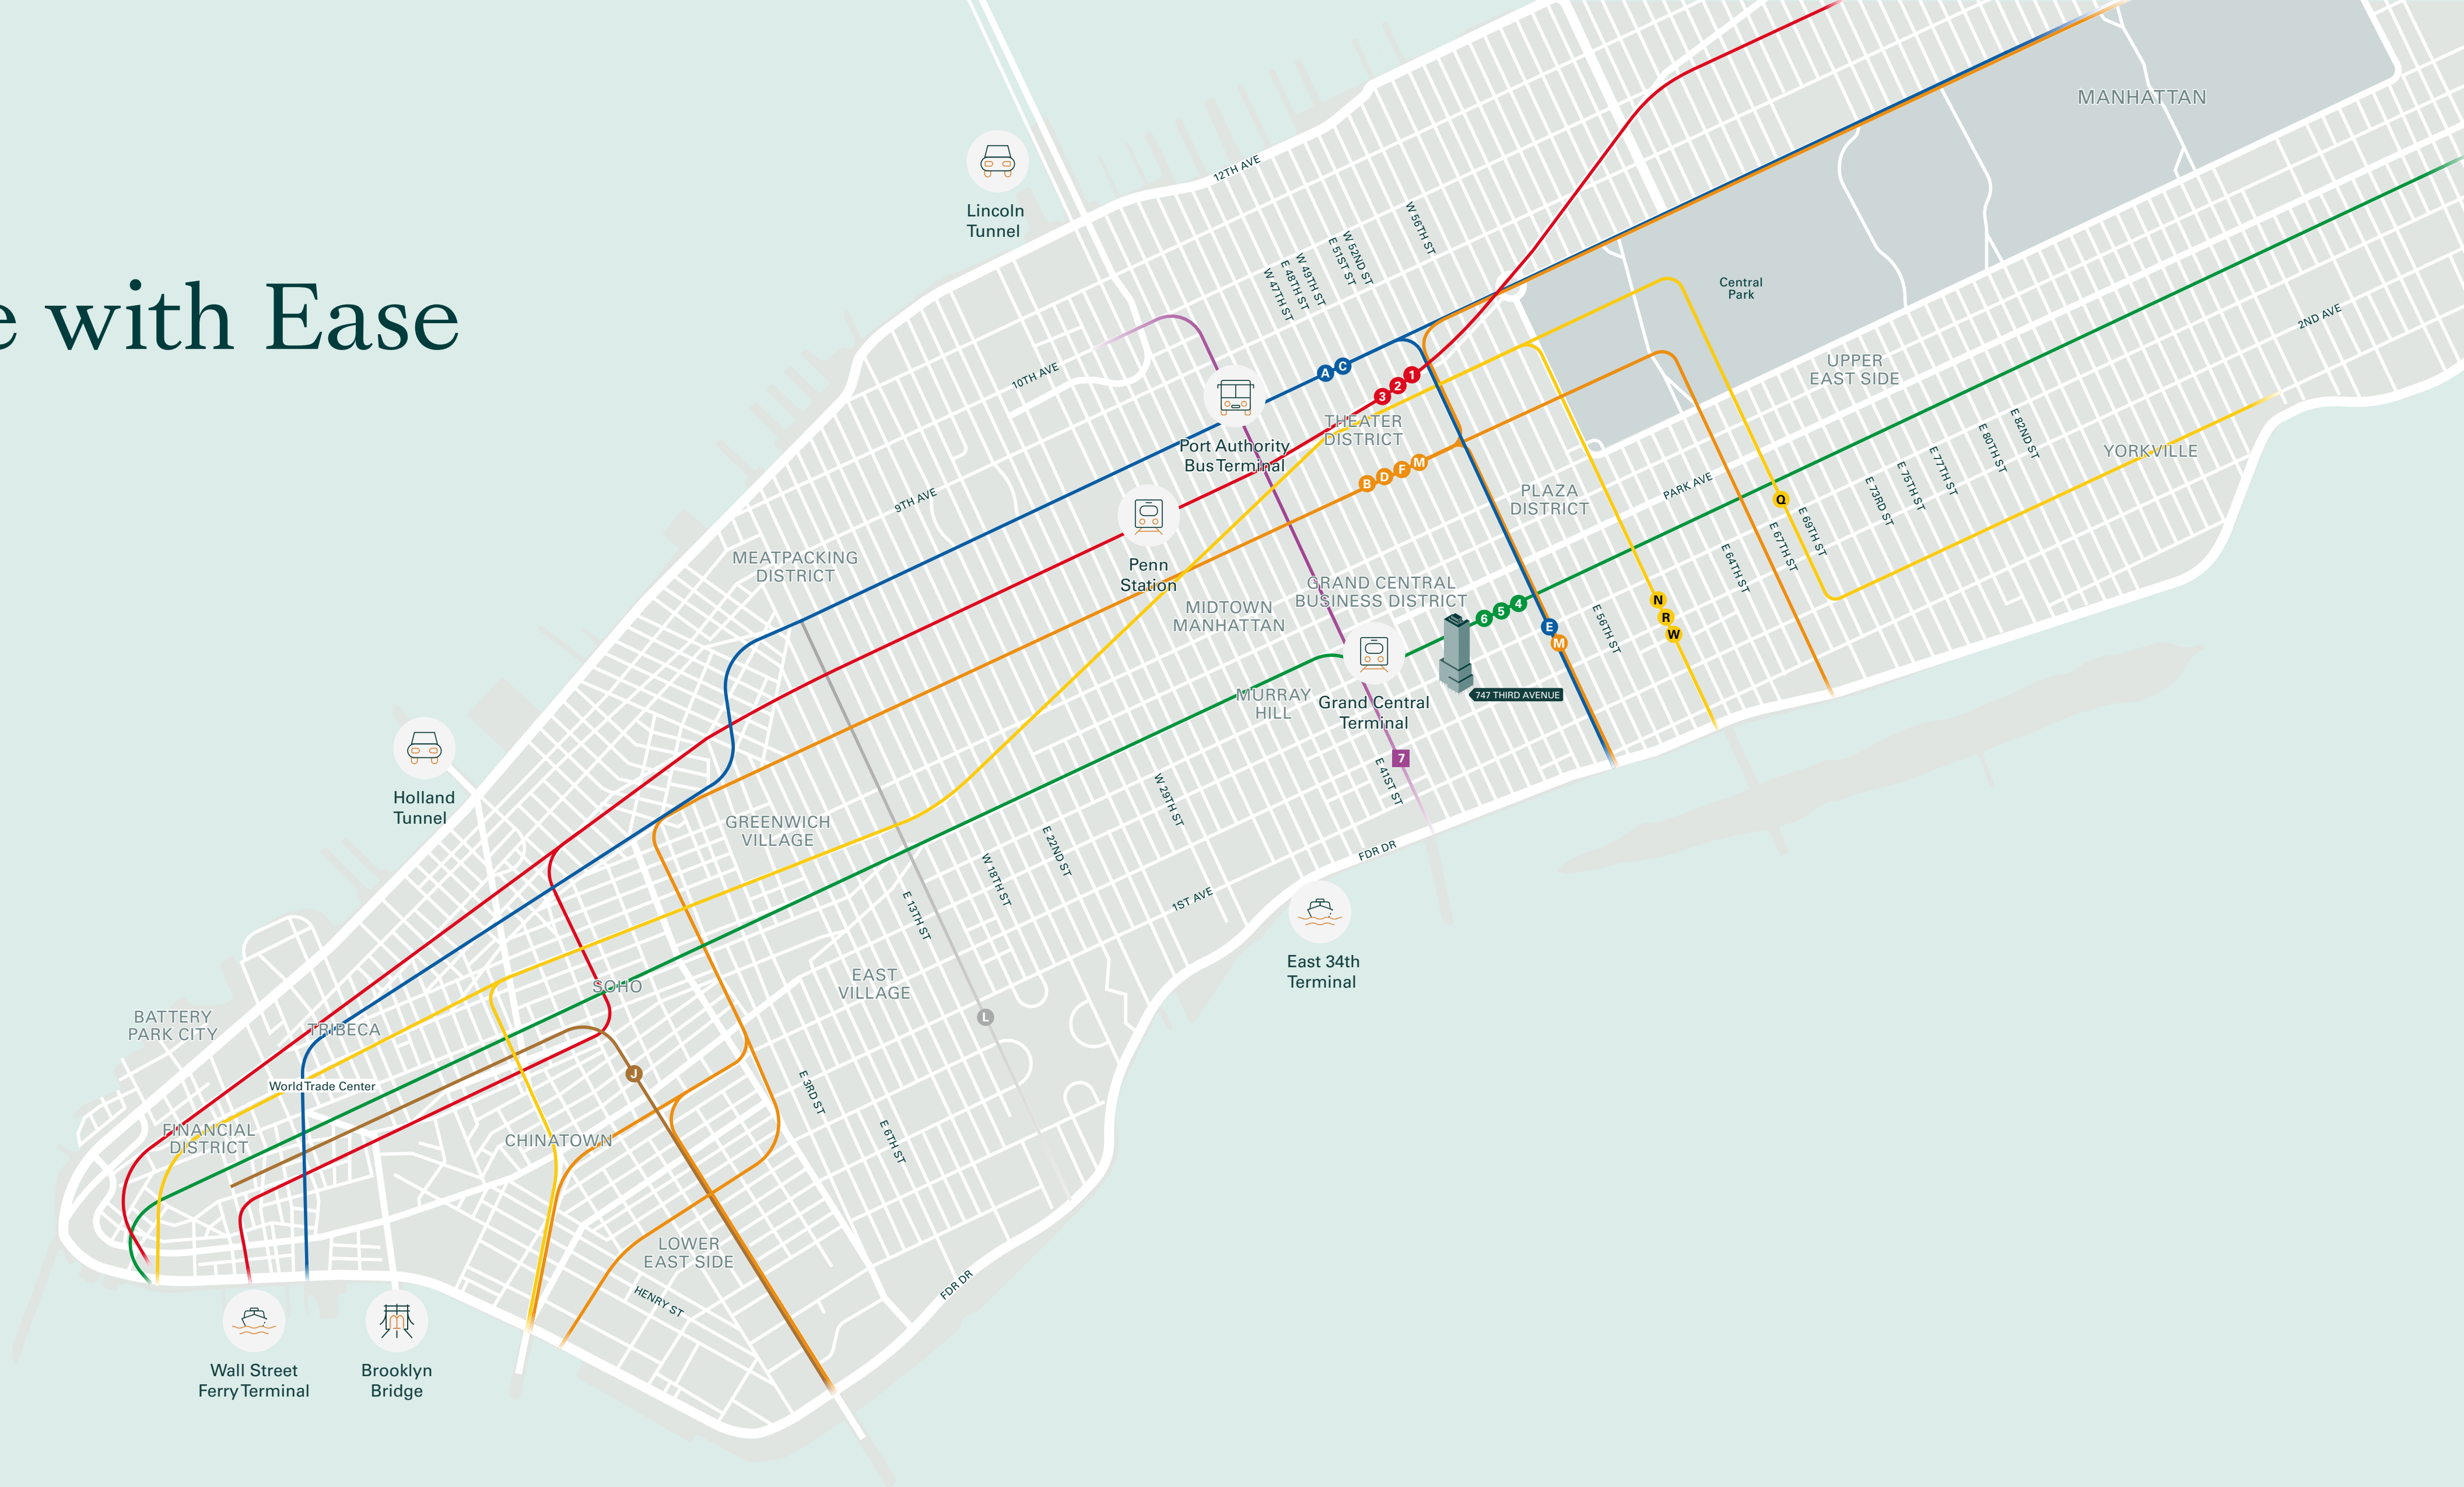 e with Ease
MANHATTAN
Lincoln
Tunnel
12TH AVE
W 56TH ST
W 52ND ST
E 51ST ST
W 49TH ST
E 48TH ST
W 47TH ST
Central
Park
2ND AVE
10TH AVE
A
C
1
2
3
THEATER
DISTRICT
UPPER
EAST SIDE
Port Authority
Bus Terminal
B
D
F
M
9TH AVE
PLAZA
DISTRICT
PARK AVE
Q
E 82ND ST
E 80TH ST
E 77TH ST
E 75TH ST
E 73RD ST
E 69TH ST
E 67TH ST
E 64TH ST
YORKVILLE
MEATPACKING
DISTRICT
Penn
Station
MIDTOWN
MANHATTAN
GRAND CENTRAL
BUSINESS DISTRICT
6
5
4
E
M
E 56TH ST
N
R
W
MURRAY
HILL
Grand Central
Terminal
747 THIRD AVENUE
7
E 41ST ST
Holland
Tunnel
GREENWICH
VILLAGE
W 29TH ST
E 22ND ST
W 18TH ST
E 13TH ST
1ST AVE
FDR DR
East 34th
Terminal
EAST
VILLAGE
L
SOHO
BATTERY
PARK CITY
TRIBECA
World Trade Center
J
FINANCIAL
DISTRICT
CHINATOWN
E 3RD ST
E 6TH ST
LOWER
EAST SIDE
HENRY ST
FDR DR
Wall Street
Ferry Terminal
Brooklyn
Bridge